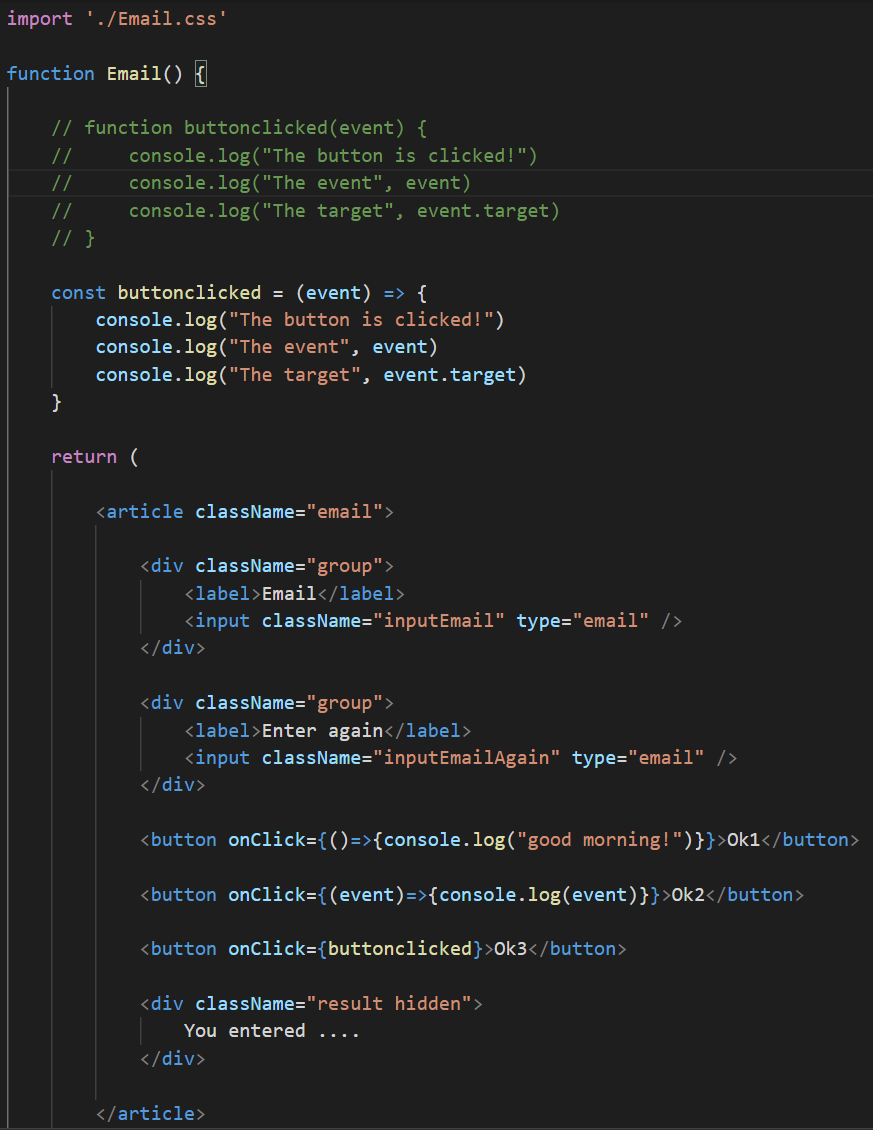 import './Email.css'
function Email() {
// function buttonclicked(event) {
//     console.log("The button is clicked!")
//     console.log("The event", event)
//     console.log("The target", event.target)
// }
const buttonclicked = (event) => {
console.log("The button is clicked!")
console.log("The event", event)
console.log("The target", event.target)
}
return (
<article className="email">
<div className="group">
<label>Email</label>
<input className="inputEmail" type="email" />
</div>
<div className="group">
<label>Enter again</label>
<input className="inputEmailAgain" type="email" />
</div>
<button onClick={()=>{console.log("good morning!")}}>Ok1</button>
<button onClick={(event)=>{console.log(event)}}>Ok2</button>
<button onClick={buttonclicked}>Ok3</button>
<div className="result hidden">
You entered ....
</div>
</article>